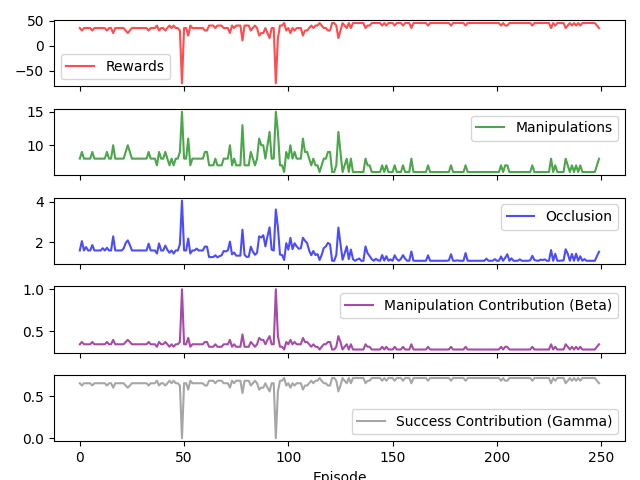 50
0
−50
Rewards
15
10
Manipulations
4
2
Occlusion
1.0
0.5
Manipulation Contribution (Beta)
0.5
0.0
Success Contribution (Gamma)
0 50 100 150 200 250
Episode